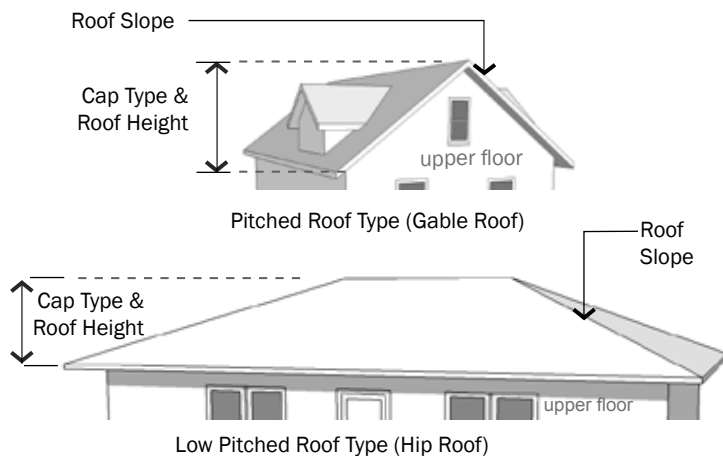 Roof Slope
Cap Type &
Roof Height
upper floor
Pitched Roof Type (Gable Roof)
Roof
Slope
Cap Type &
Roof Height
upper floor
Low Pitched Roof Type (Hip Roof)